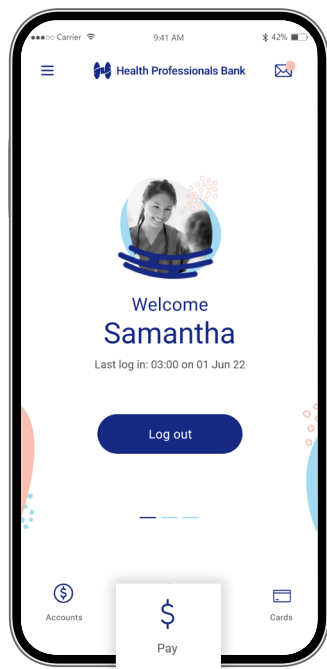 Carrier
9:41 AM
42%
Health Professionals Bank
Welcome
Samantha
Last log in: 03:00 on 01 Jun 22
Log out
$
Accounts
$
Pay
Cards